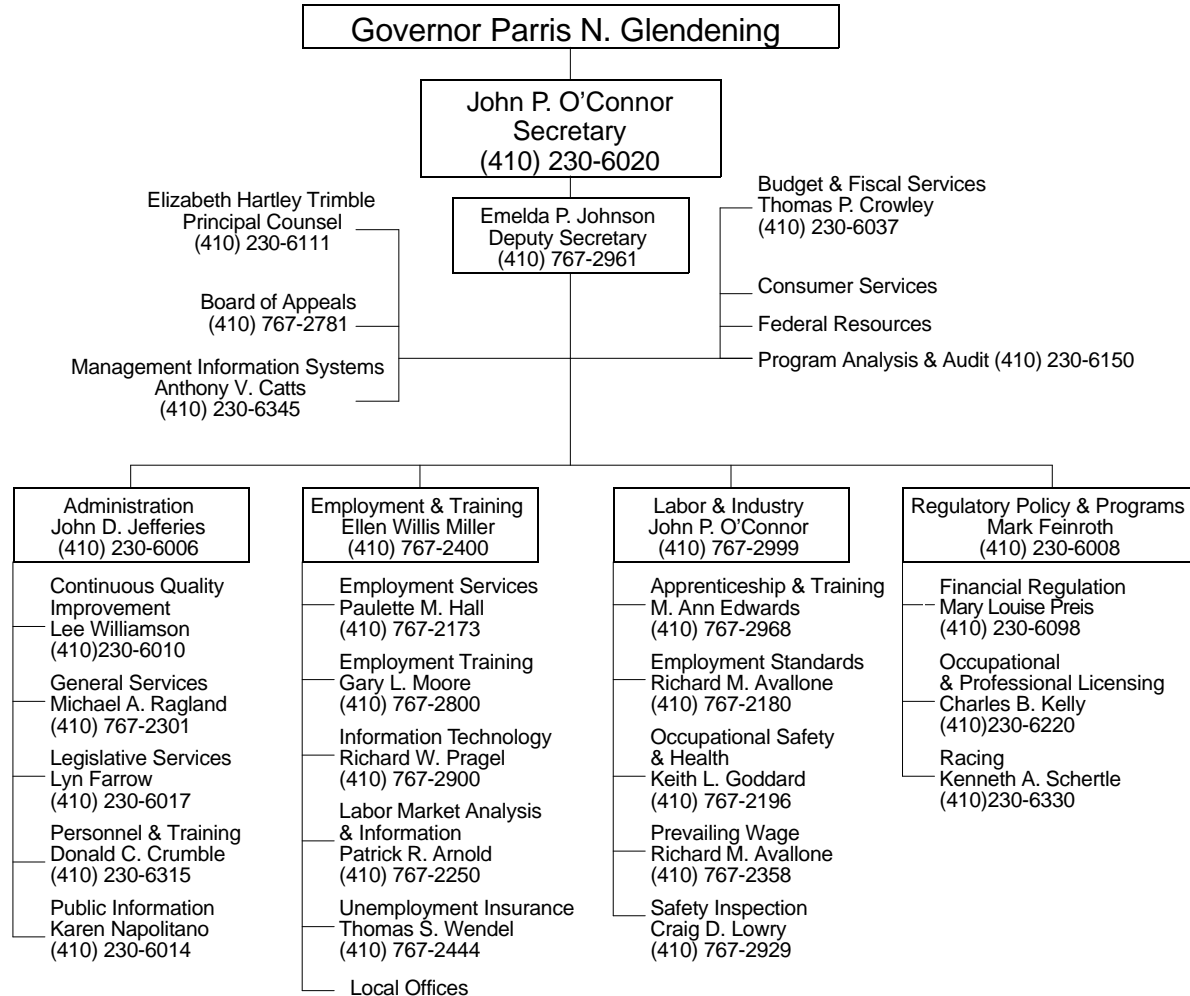 Governor Parris N. Glendening
John P. O'Connor
Secretary
(410) 230-6020
Elizabeth Hartley Trimble
Principal Counsel
(410) 230-6111
Board of Appeals
(410) 767-2781
Management Information Systems
Anthony V. Catts
(410) 230-6345
Emelda P. Johnson
Deputy Secretary
(410) 767-2961
Budget & Fiscal Services
Thomas P. Crowley
(410) 230-6037
Consumer Services
Federal Resources
Program Analysis & Audit (410) 230-6150
Administration
John D. Jefferies
(410) 230-6006
Continuous Quality
Improvement
Lee Williamson
(410)230-6010
General Services
Michael A. Ragland
(410) 767-2301
Legislative Services
Lyn Farrow
(410) 230-6017
Personnel & Training
Donald C. Crumble
(410) 230-6315
Public Information
Karen Napolitano
(410) 230-6014
Employment & Training
Ellen Willis Miller
(410) 767-2400
Employment Services
Paulette M. Hall
(410) 767-2173
Employment Training
Gary L. Moore
(410) 767-2800
Information Technology
Richard W. Pragel
(410) 767-2900
Labor Market Analysis
& Information
Patrick R. Arnold
(410) 767-2250
Unemployment Insurance
Thomas S. Wendel
(410) 767-2444
Local Offices
Labor & Industry
John P. O'Connor
(410) 767-2999
Apprenticeship & Training
M. Ann Edwards
(410) 767-2968
Employment Standards
Richard M. Avallone
(410) 767-2180
Occupational Safety
& Health
Keith L. Goddard
(410) 767-2196
Prevailing Wage
Richard M. Avallone
(410) 767-2358
Safety Inspection
Craig D. Lowry
(410) 767-2929
Regulatory Policy & Programs
Mark Feinroth
(410) 230-6008
Financial Regulation
Mary Louise Preis
(410) 230-6098
Occupational
& Professional Licensing
Charles B. Kelly
(410)230-6220
Racing
Kenneth A. Schertle
(410)230-6330